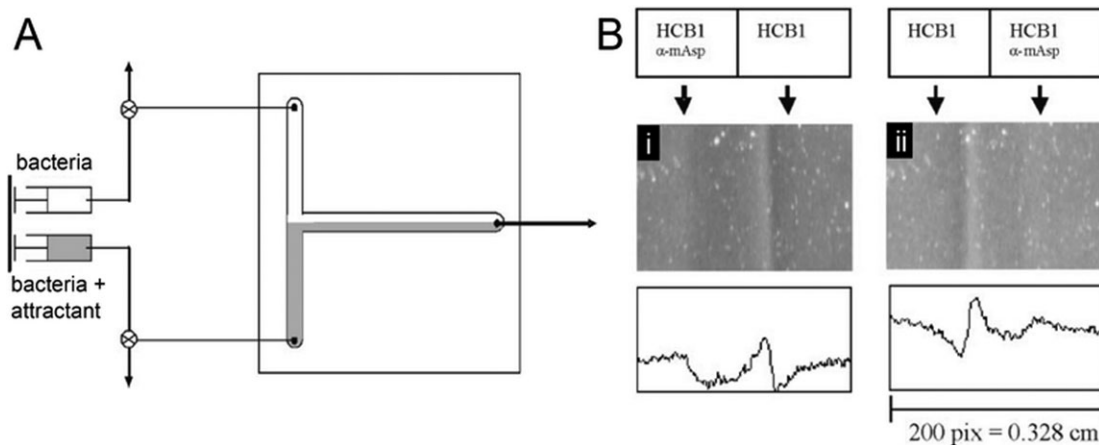 A
bacteria
bacteria +
attractant
B
HCB1
α-mAsp
HCB1
HCB1
HCB1
α-mAsp
i
ii
200 pix = 0.328 cm